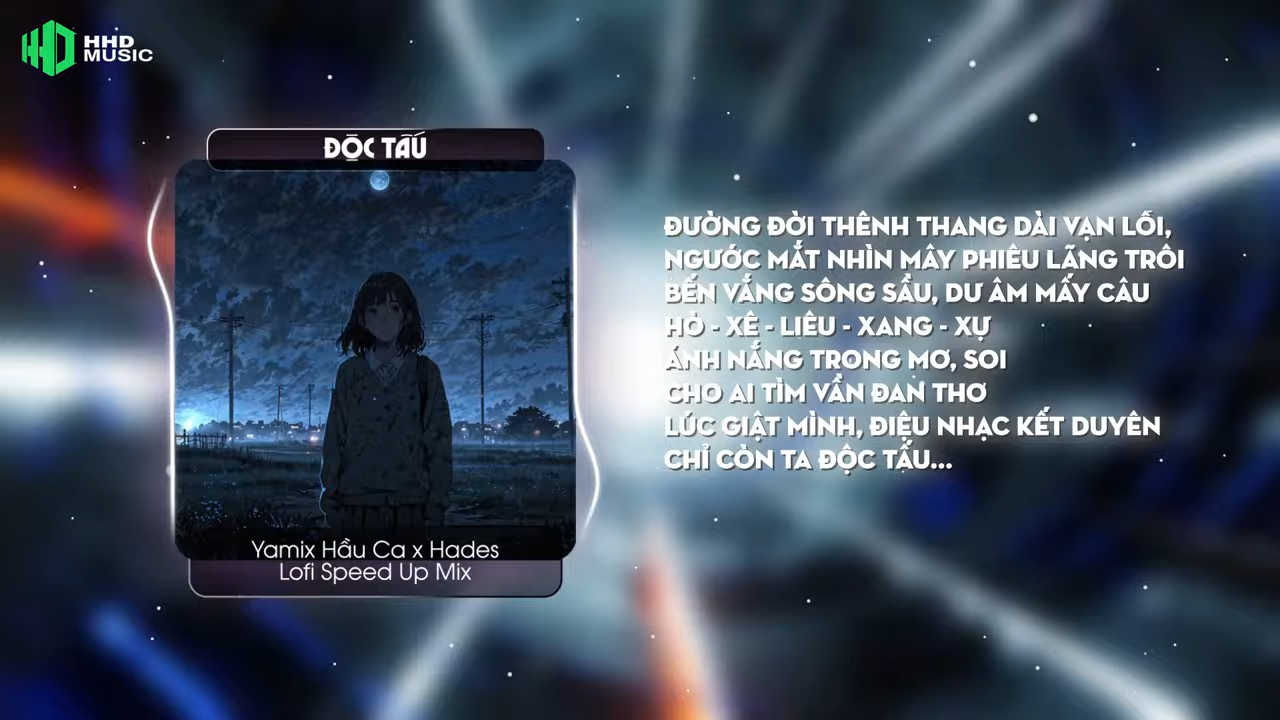 HHD
MUSIC
ĐỘC TẤU
ĐƯỜNG ĐỜI THÊNH THANG DÀI VẠN LỐI,
NGƯỚC MẮT NHÌN MÂY PHIÊU LÃNG TRÔI
BẾN VẮNG SÔNG SẦU, DƯ ÂM MẤY CÂU
HÒ - XÊ - LIÊU - XANG - XỰ
ÁNH NẮNG TRONG MƠ, SOI
CHO AI TÌM VẦN ĐAN THƠ
LÚC GIẬT MÌNH, ĐIỆU NHẠC KẾT DUYÊN
CHỈ CÒN TA ĐỘC TẤU...
Yamix Hầu Ca x Hades
Lofi Speed Up Mix